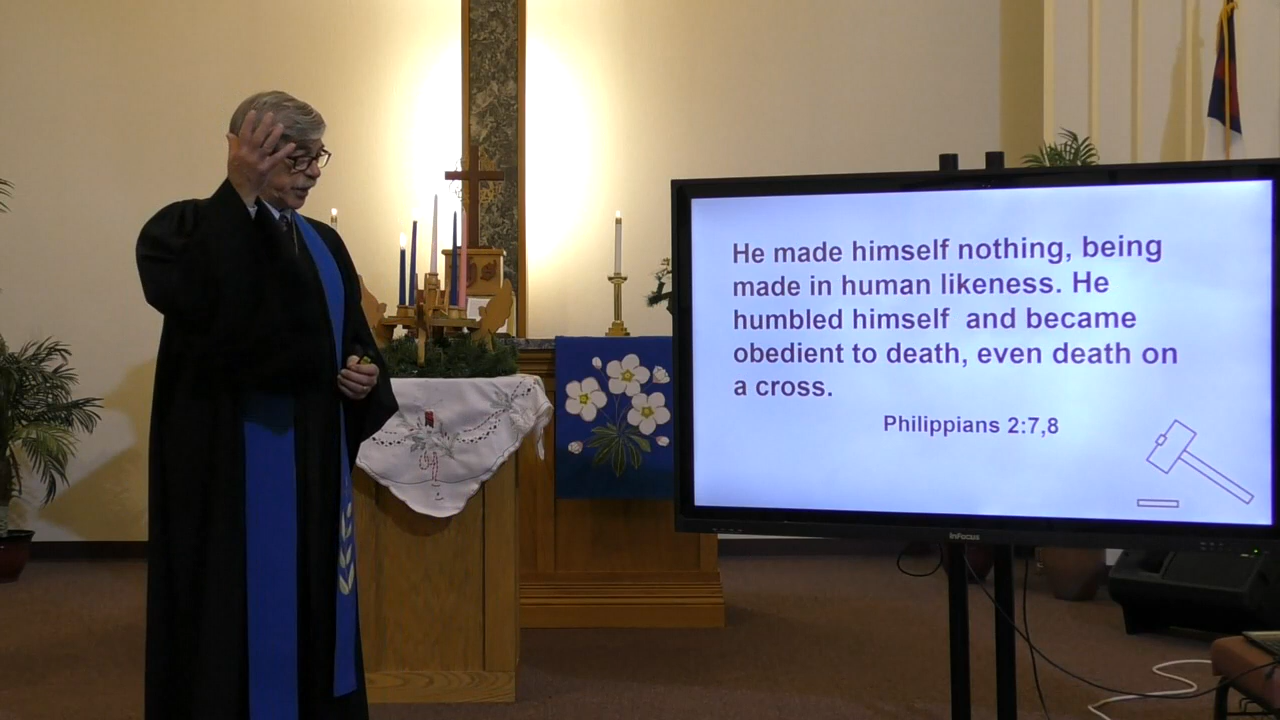 He made himself nothing, being
made in human likeness. He
humbled himself and became
obedient to death, even death on
a cross.
Philippians 2:7,8
InFocus